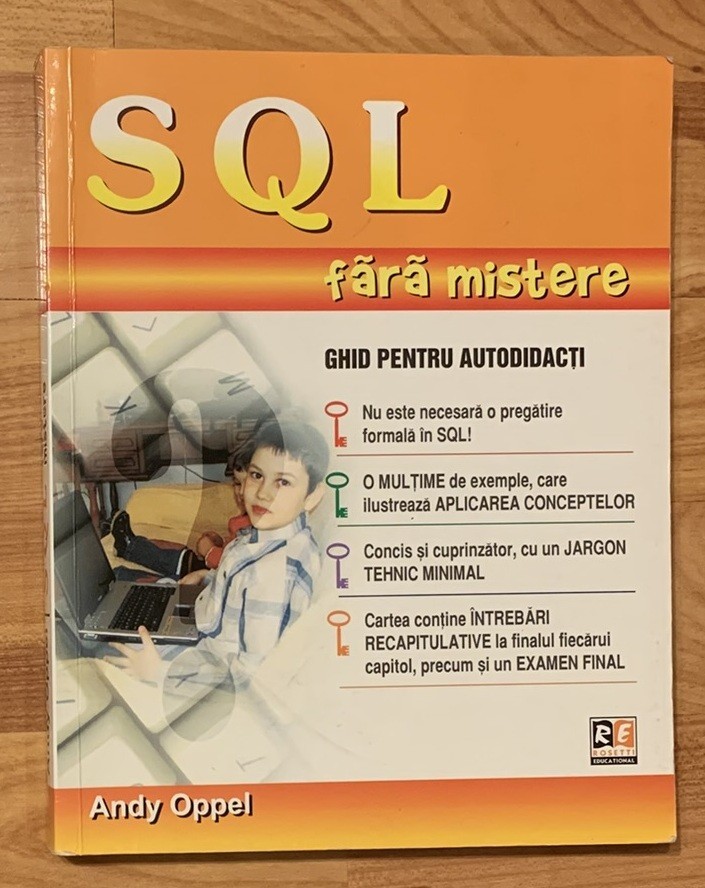 SQL
fãrã mistere
GHID PENTRU AUTODIDACȚI
Nu este necesară o pregătire
formală în SQL!
O MULȚIME de exemple, care
ilustrează APLICAREA CONCEPTELOR
Concis și cuprinzător, cu un JARGON
TEHNIC MINIMAL
Cartea conține ÎNTREBĂRI
RECAPITULATIVE la finalul fiecărui
capitol, precum și un EXAMEN FINAL
RE
ROSETTI
EDUCATIONAL
Andy Oppel